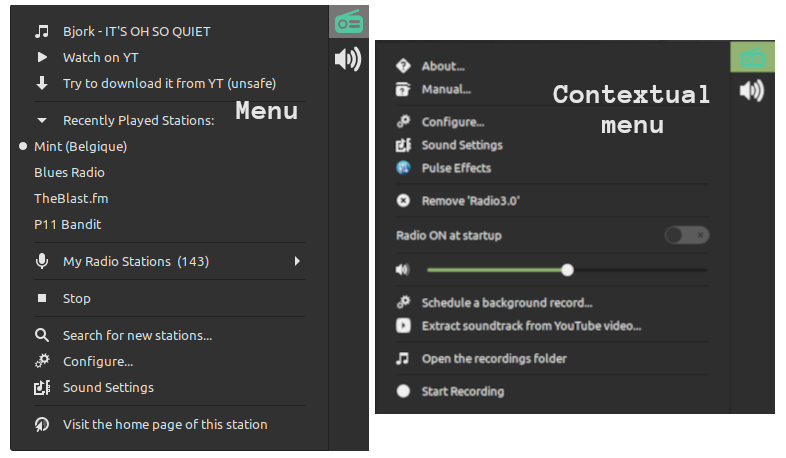 Bjork - IT'S OH SO QUIET
Watch on YT
Try to download it from YT (unsafe)
Menu
Recently Played Stations:
Mint (Belgique)
Blues Radio
TheBlast.fm
P11 Bandit
My Radio Stations (143)
Stop
Search for new stations...
Configure...
Sound Settings
Visit the home page of this station
About...
Manual...
Contextual
menu
Configure...
Sound Settings
Pulse Effects
Remove 'Radio3.0'
Radio ON at startup
Schedule a background record...
Extract soundtrack from YouTube video...
Open the recordings folder
Start Recording